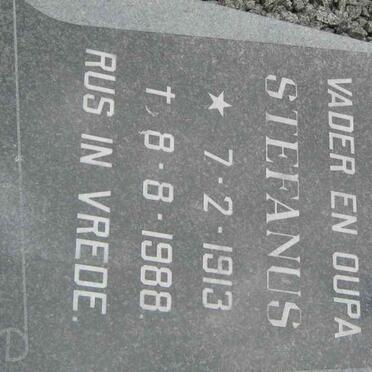 VADER EN OUPA
STEFANUS
★ 7-2-1913
† 8-8-1988.
RUS IN VREDE.